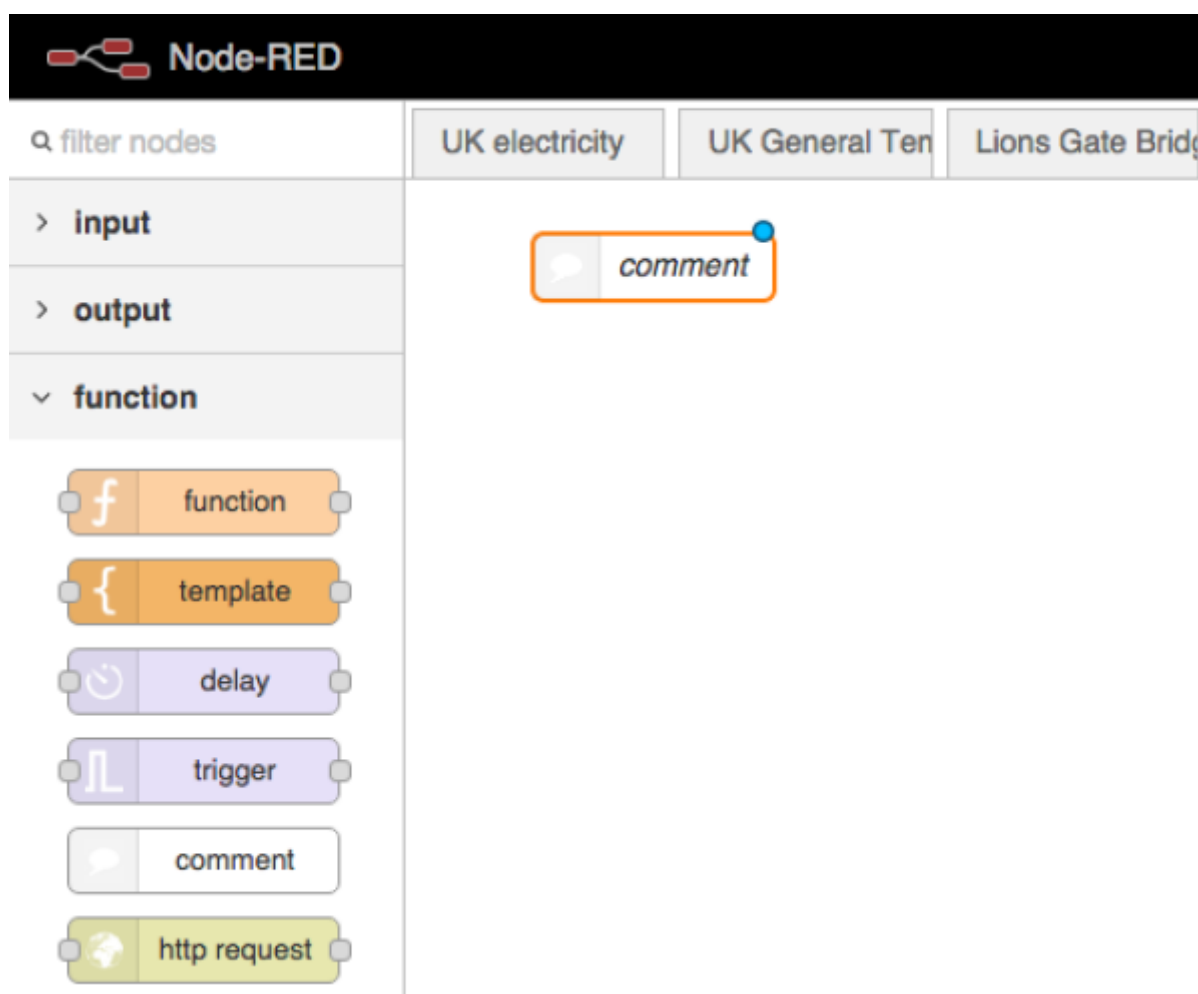 Node-RED
filter nodes
UK electricity
UK General Ten
Lions Gate Bridg
input
output
function
function
template
delay
trigger
comment
http request
comment